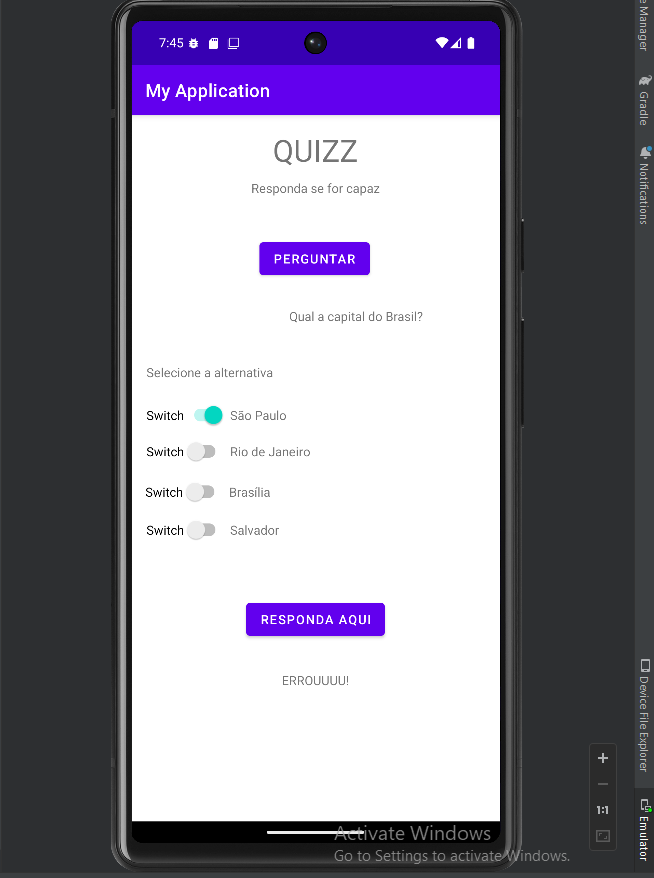 7:45
My Application
QUIZZ
Responda se for capaz
PERGUNTAR
Qual a capital do Brasil?
Selecione a alternativa
Switch São Paulo
Switch Rio de Janeiro
Switch Brasília
Switch Salvador
RESPONDA AQUI
ERROUUUU!
e Manager
Gradle
Notifications
Device File Explorer
1:1
Emulator
Activate Windows
Go to Settings to activate Windows.